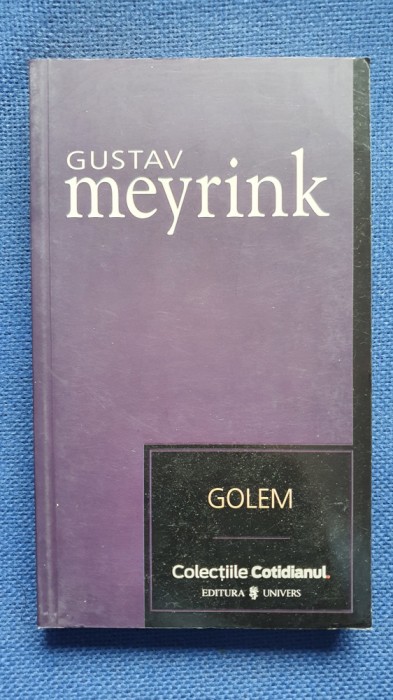 GUSTAV
meyrink
GOLEM
Colecțiile Cotidianul.
EDITURA UNIVERS